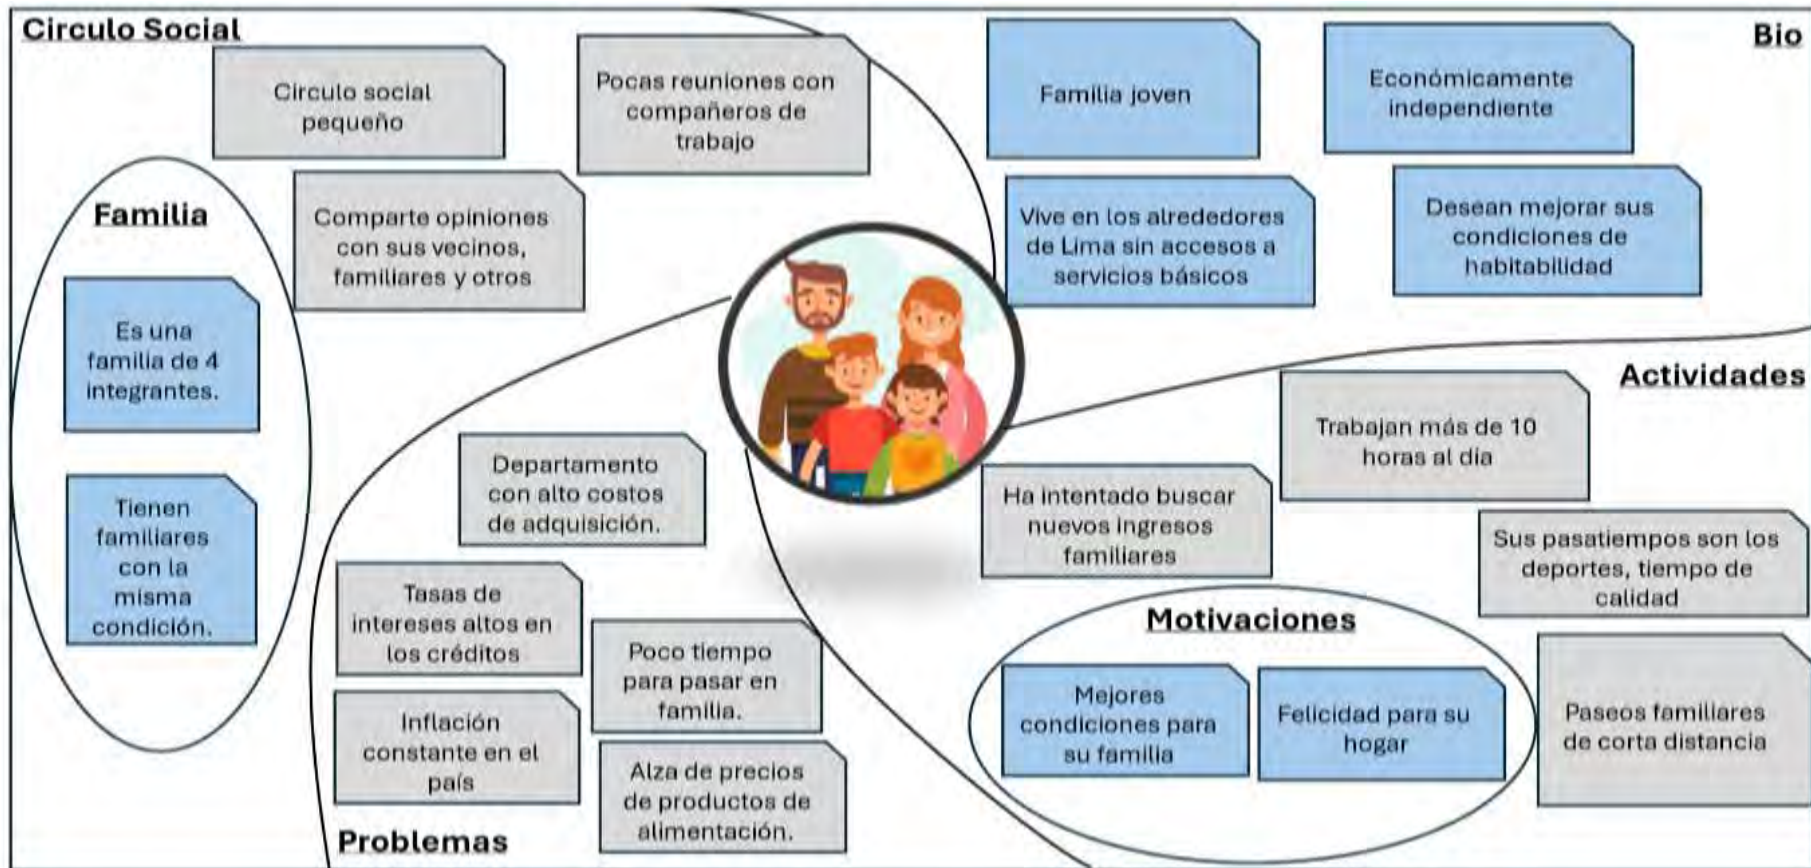 Circulo Social
Circulo social
pequeño
Pocas reuniones con
compañeros de
trabajo
Comparte opiniones
con sus vecinos,
familiares y otros
Familia
Es una
familia de 4
integrantes.
Tienen
familiares
con la
misma
condición.
Bio
Familia joven
Económicamente
independiente
Vive en los alrededores
de Lima sin accesos a
servicios básicos
Desean mejorar sus
condiciones de
habitabilidad
Actividades
Trabajan más de 10
horas al día
Ha intentado buscar
nuevos ingresos
familiares
Sus pasatiempos son los
deportes, tiempo de
calidad
Paseos familiares
de corta distancia
Motivaciones
Mejores
condiciones para
su familia
Felicidad para su
hogar
Departamento
con alto costos
de adquisición.
Tasas de
intereses altos en
los créditos
Poco tiempo
para pasar en
familia.
Inflación
constante en el
país
Alza de precios
de productos de
alimentación.
Problemas